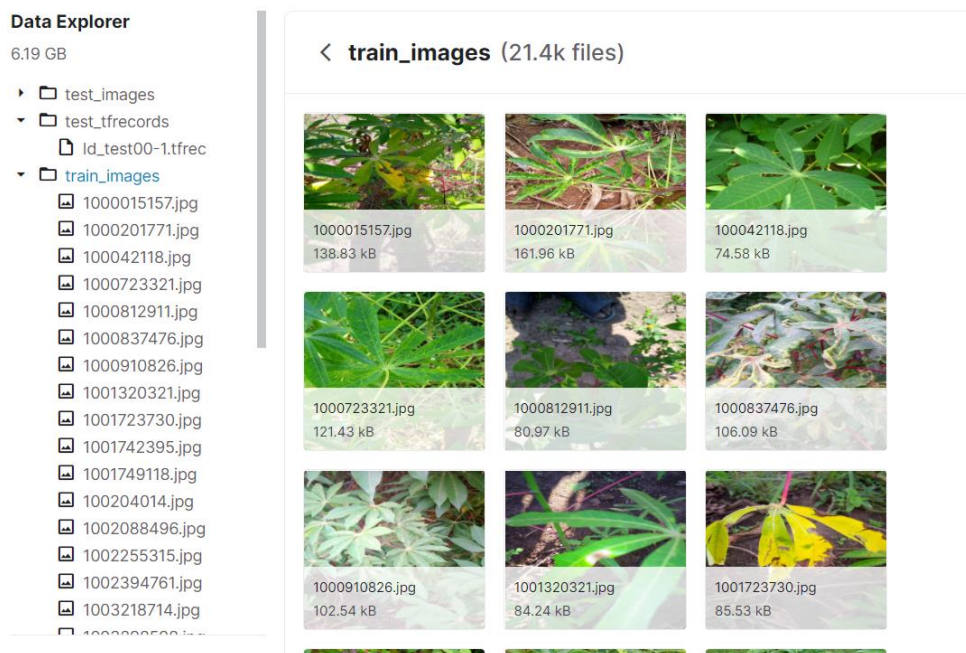 Data Explorer
6.19 GB
test_images
test_tfrecords
ld_test00-1.tfrec
train_images
1000015157.jpg
1000201771.jpg
100042118.jpg
1000723321.jpg
1000812911.jpg
1000837476.jpg
1000910826.jpg
1001320321.jpg
1001723730.jpg
1001742395.jpg
1001749118.jpg
100204014.jpg
1002088496.jpg
1002255315.jpg
1002394761.jpg
1003218714.jpg
train_images (21.4k files)
1000015157.jpg
138.83 kB
1000201771.jpg
161.96 kB
100042118.jpg
74.58 kB
1000723321.jpg
121.43 kB
1000812911.jpg
80.97 kB
1000837476.jpg
106.09 kB
1000910826.jpg
102.54 kB
1001320321.jpg
84.24 kB
1001723730.jpg
85.53 kB